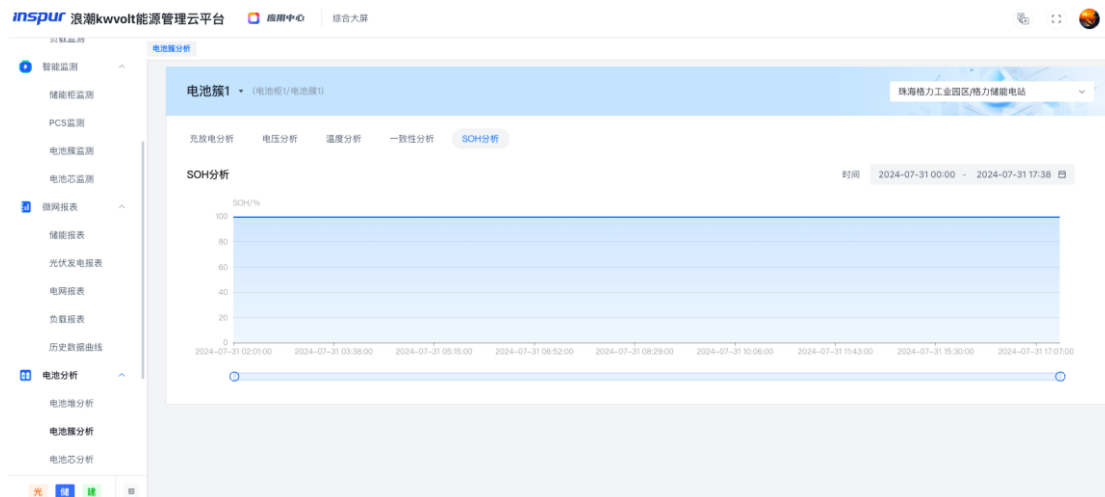 inspur 浪潮kwvolt能源管理云平台 应用中心 综合大屏
负载监测
智能监测
储能柜监测
PCS监测
电池簇监测
电池芯监测
微网报表
储能报表
光伏发电报表
电网报表
负载报表
历史数据曲线
电池分析
电池堆分析
电池簇分析
电池芯分析
光 储 建
电池簇分析
电池簇1 (电池柜1/电池簇1) 珠海格力工业园区/格力储能电站
充放电分析 电压分析 温度分析 一致性分析 SOH分析
SOH分析 时间 2024-07-31 00:00 - 2024-07-31 17:38
SOH/%
100
80
60
40
20
0
2024-07-31 02:01:00 2024-07-31 03:38:00 2024-07-31 05:15:00 2024-07-31 06:52:00 2024-07-31 08:29:00 2024-07-31 10:06:00 2024-07-31 11:43:00 2024-07-31 15:30:00 2024-07-31 17:07:00